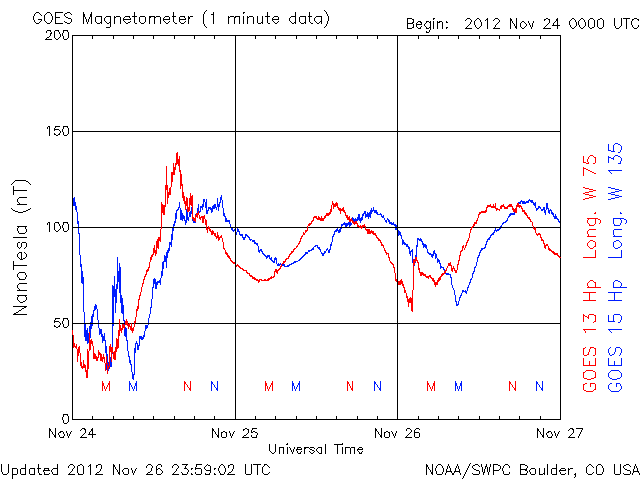 GOES Magnetometer (1 minute data)
Begin: 2012 Nov 24 0000 UTC
200
150
100
50
0
NanoTesla (nT)
M M N N M M N N M M N N
Nov 24 Nov 25 Nov 26 Nov 27
Universal Time
GOES 13 Hp Long. W 75
GOES 15 Hp Long. W 135
Updated 2012 Nov 26 23:59:02 UTC
NOAA/SWPC Boulder, CO USA